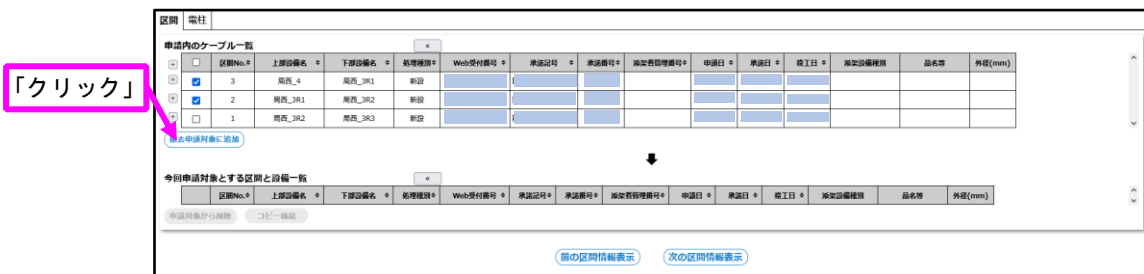 区間 電柱
申請内のケーブル一覧 «
区間No. 上部設備名 下部設備名 処理種別 Web受付番号 承諾記号 承諾番号 添架者管理番号 申請日 承諾日 竣工日 添架設備種別 品名等 外径(mm)
「クリック」
3 局西_4 局西_3R1 新設
2 局西_3R1 局西_3R2 新設
1 局西_3R2 局西_3R3 新設
撤去申請対象に追加
今回申請対象とする区間と設備一覧 «
区間No. 上部設備名 下部設備名 処理種別 Web受付番号 承諾記号 承諾番号 添架者管理番号 申請日 承諾日 竣工日 添架設備種別 品名等 外径(mm)
申請対象から削除 コピー機能
前の区間情報表示 次の区間情報表示